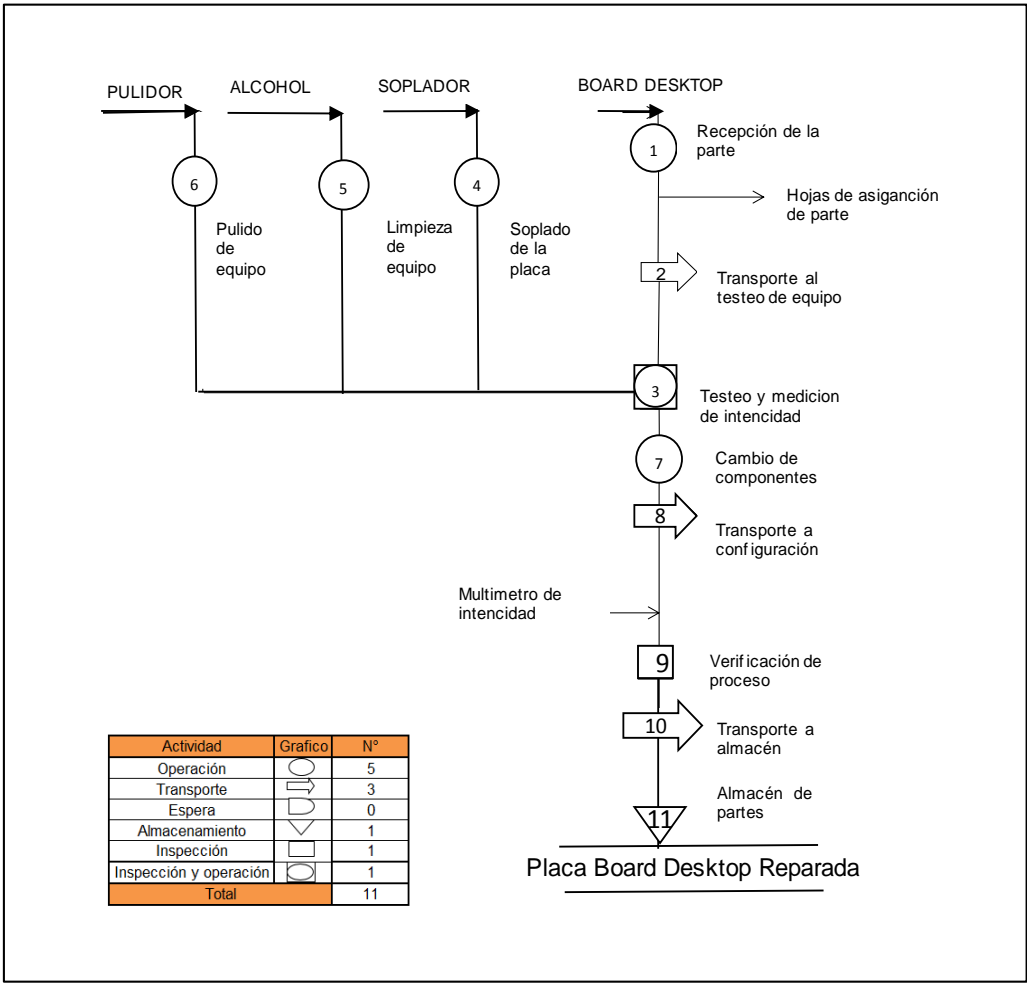 PULIDOR
ALCOHOL
SOPLADOR
BOARD DESKTOP
1
Recepción de la
parte
6
5
4
Hojas de asigанción
de parte
Pulido
de
equipo
Limpieza
de
equipo
Soplado
de la
placa
2
Transporte al
testeo de equipo
3
Testeo y medicion
de intencidad
7
Cambio de
componentes
8
Transporte a
configuración
Multimetro de
intencidad
9
Verificación de
proceso
10
Transporte a
almacén
11
Almacén de
partes
Placa Board Desktop Reparada
Actividad Grafico N°
Operación 5
Transporte 3
Espera 0
Almacenamiento 1
Inspección 1
Inspección y operación 1
Total 11